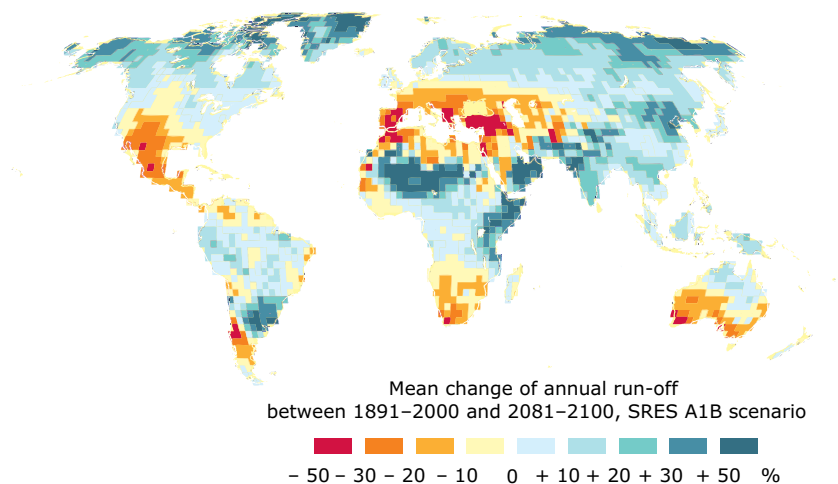 Mean change of annual run-off
between 1891–2000 and 2081–2100, SRES A1B scenario
– 50 – 30 – 20 – 10 0 + 10 + 20 + 30 + 50 %